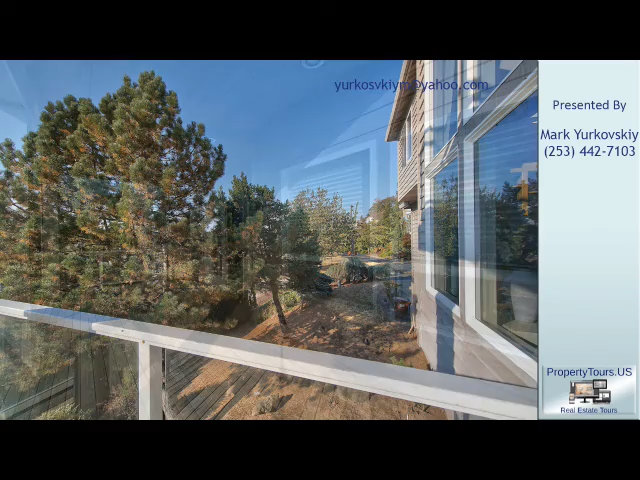 yurkosvkiym@yahoo.com
Presented By
Mark Yurkovskiy
(253) 442-7103
PropertyTours.US
Real Estate Tours